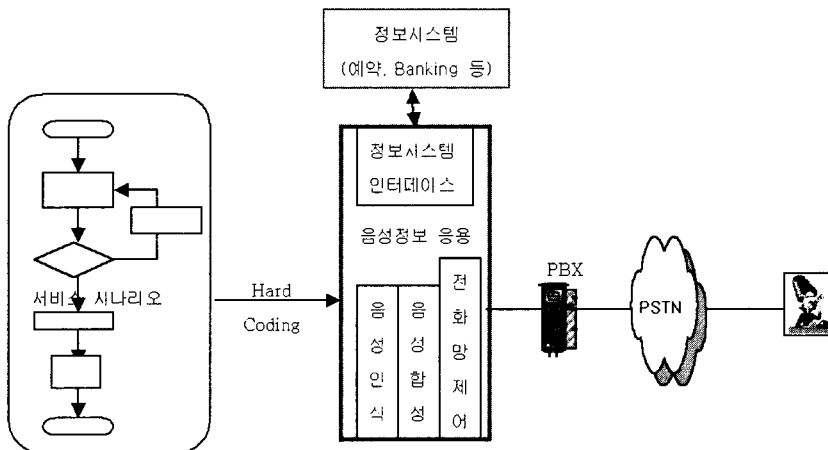 정보시스템
(예약, Banking 등)
정보시스템
인터데이스
음성정보 응용
서비스 시나리오
Hard
Coding
음성인식
음성합성
전화망제어
PBX
PSTN